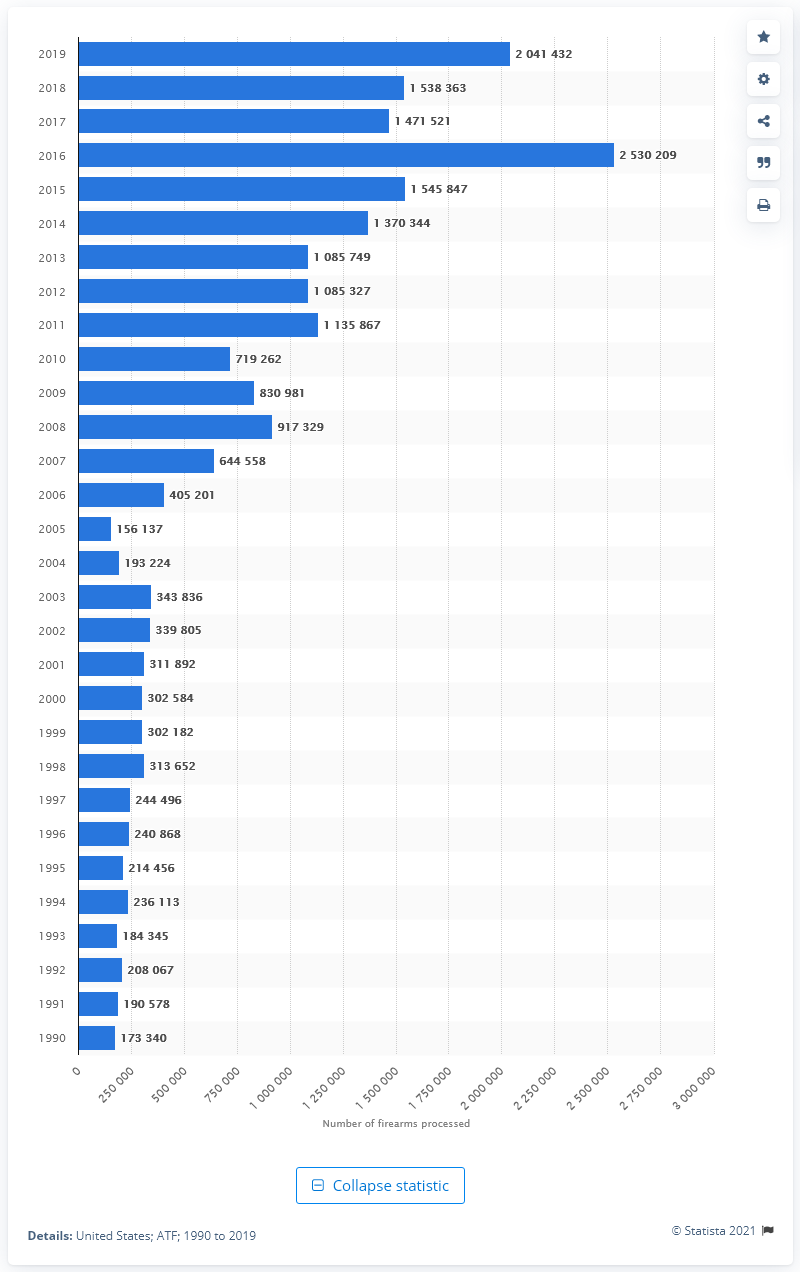 2019 2 041 432
2018 1 538 363
2017 1 471 521
2016 2 530 209
2015 1 545 847
2014 1 370 344
2013 1 085 749
2012 1 085 327
2011 1 135 867
2010 719 262
2009 830 981
2008 917 329
2007 644 558
2006 405 201
2005 156 137
2004 193 224
2003 343 836
2002 339 805
2001 311 892
2000 302 584
1999 302 182
1998 313 652
1997 244 496
1996 240 868
1995 214 456
1994 236 113
1993 184 345
1992 208 067
1991 190 578
1990 173 340
0 250 000 500 000 750 000 1 000 000 1 250 000 1 500 000 1 750 000 2 000 000 2 250 000 2 500 000 2 750 000 3 000 000
Number of firearms processed
Collapse statistic
© Statista 2021
Details: United States; ATF; 1990 to 2019